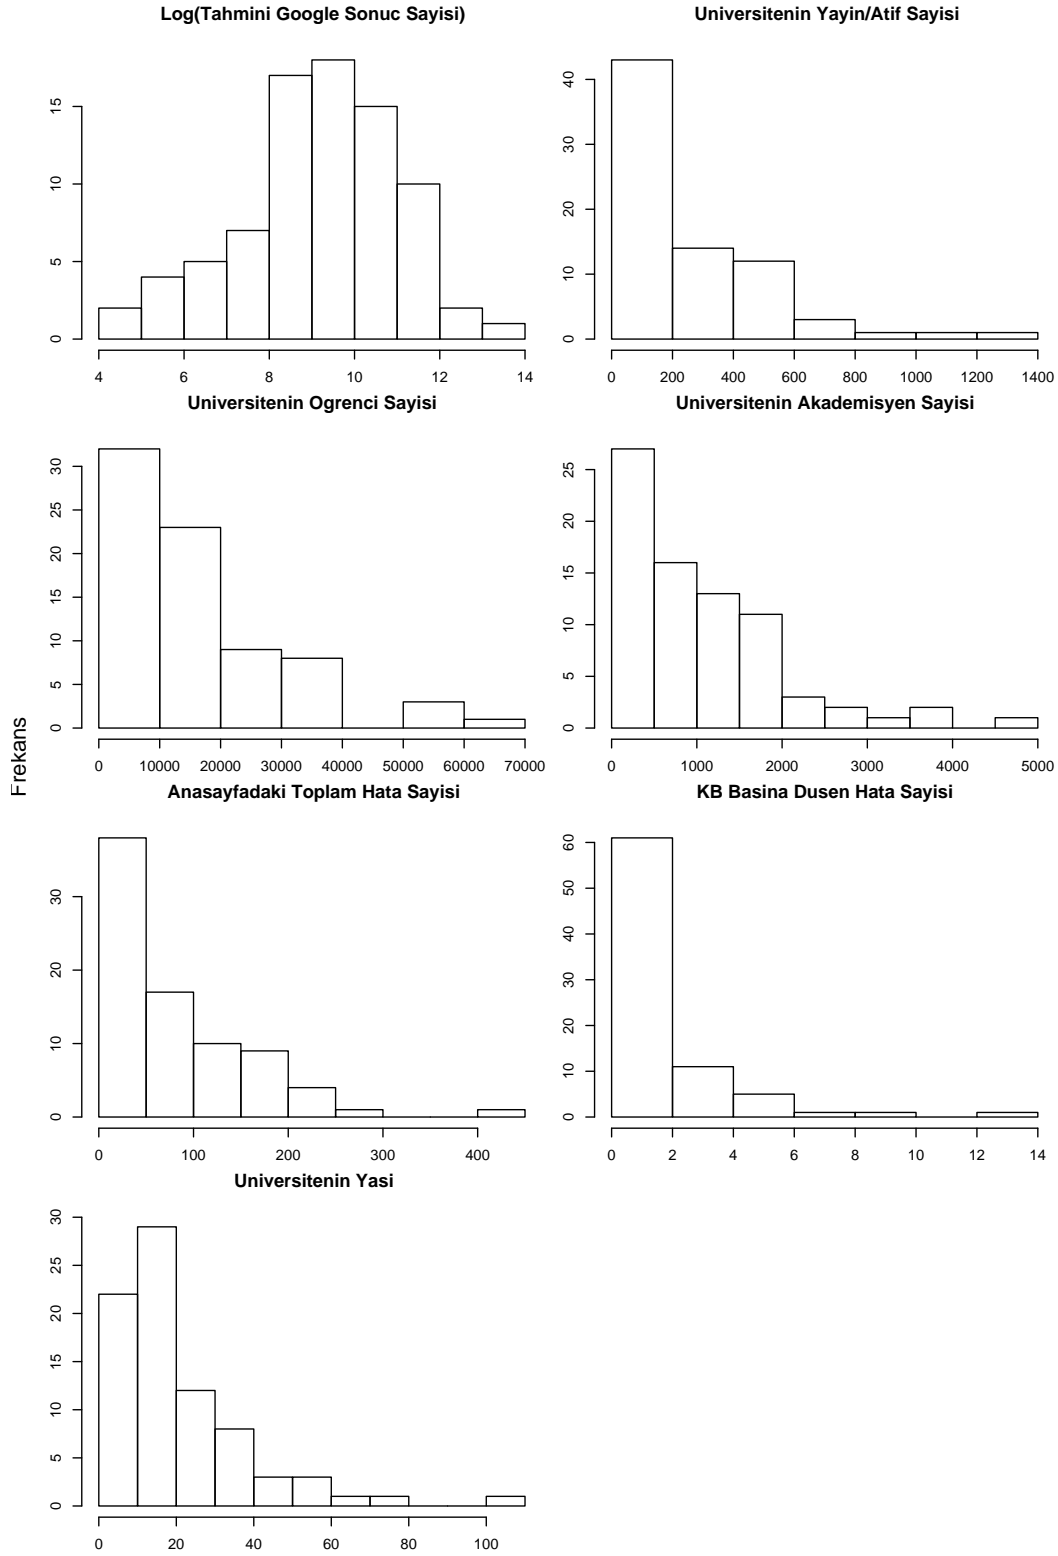 Log(Tahmini Google Sonuc Sayisi)
0 5 10 15
4 6 8 10 12 14
Universitenin Yayin/Atif Sayisi
0 10 20 30 40
0 200 400 600 800 1000 1200 1400
Universitenin Ogrenci Sayisi
0 5 10 15 20 25 30
0 10000 20000 30000 40000 50000 60000 70000
Universitenin Akademisyen Sayisi
0 5 10 15 20 25
0 1000 2000 3000 4000 5000
Frekans
Anasayfadaki Toplam Hata Sayisi
0 10 20 30
0 100 200 300 400
KB Basina Dusen Hata Sayisi
0 10 20 30 40 50 60
0 2 4 6 8 10 12 14
Universitenin Yasi
0 5 10 15 20 25 30
0 20 40 60 80 100